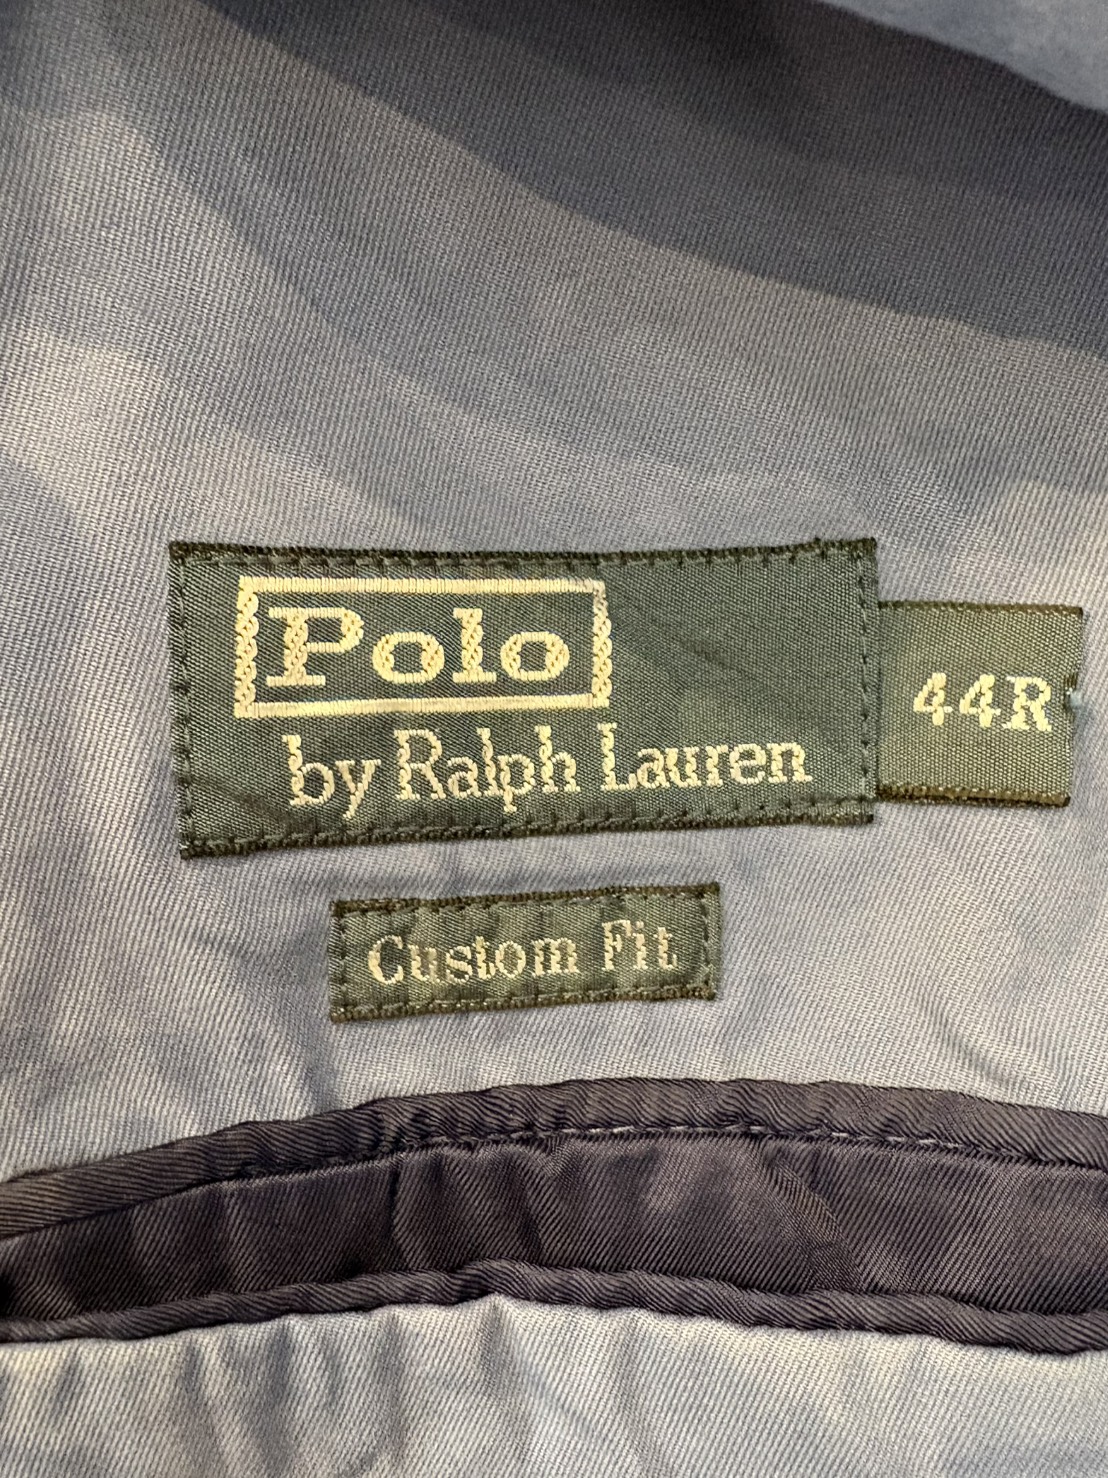 Polo
by Ralph Lauren
44R
Custom Fit